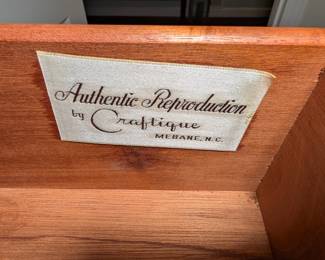 Authentic Reproduction
by Craftique
MEBANE, N.C.